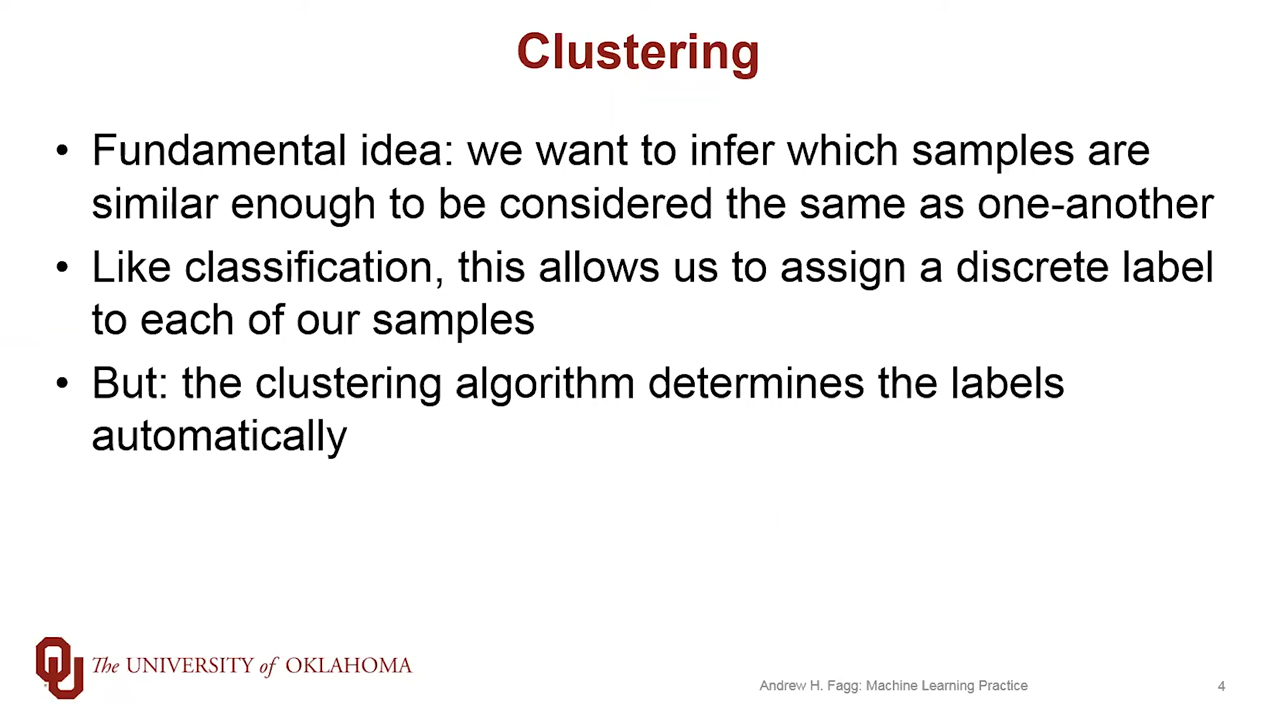 Clustering
• Fundamental idea: we want to infer which samples are
similar enough to be considered the same as one-another
• Like classification, this allows us to assign a discrete label
to each of our samples
• But: the clustering algorithm determines the labels
automatically
OU The UNIVERSITY of OKLAHOMA
Andrew H. Fagg: Machine Learning Practice
4